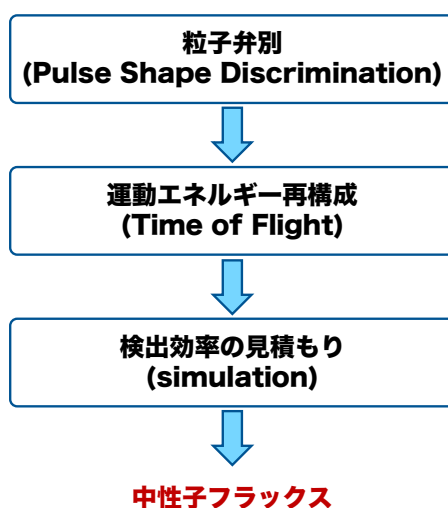 粒子弁別
(Pulse Shape Discrimination)
運動エネルギー再構成
(Time of Flight)
検出効率の見積もり
(simulation)
中性子フラックス